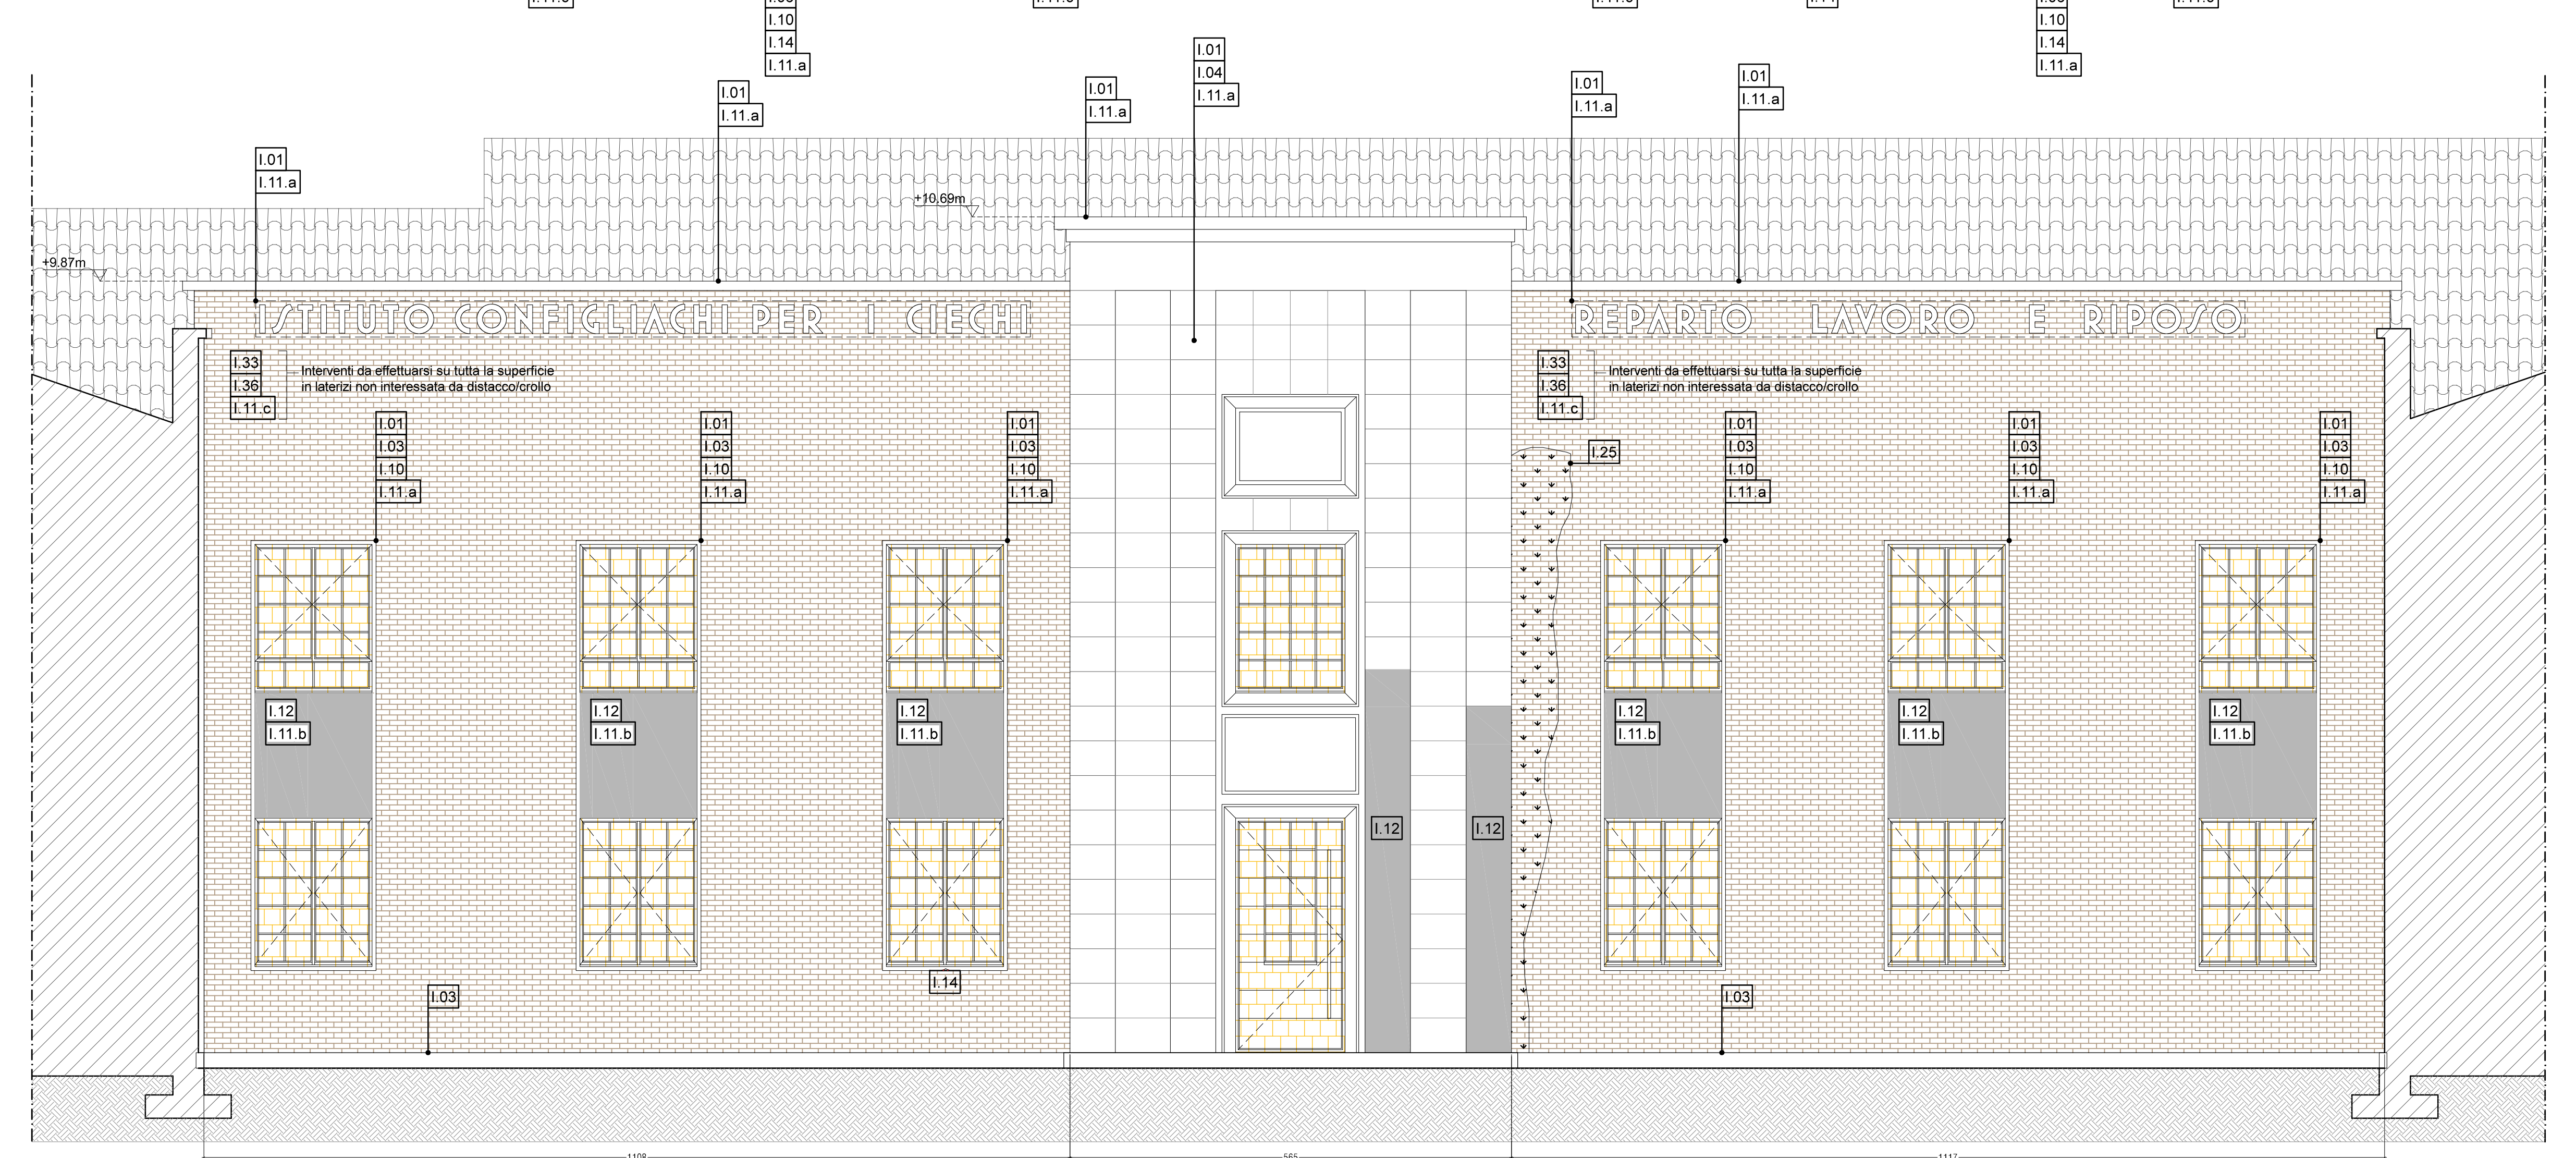 I.10
I.14
I.11.a
I.10
I.14
I.11.a
I.01
I.04
I.11.a
I.01
I.11.a
I.01
I.11.a
I.01
I.11.a
I.01
I.11.a
I.01
I.11.a
+10.69m
+9.87m
ISTITUTO CONFIGLIACHI PER I CIECHI
REPARTO LAVORO E RIPOSO
I.33
I.36
I.11.c
Interventi da effettuarsi su tutta la superficie
in laterizi non interessata da distacco/crollo
I.33
I.36
I.11.c
Interventi da effettuarsi su tutta la superficie
in laterizi non interessata da distacco/crollo
I.01
I.03
I.10
I.11.a
I.01
I.03
I.10
I.11.a
I.01
I.03
I.10
I.11.a
I.25
I.01
I.03
I.10
I.11.a
I.01
I.03
I.10
I.11.a
I.01
I.03
I.10
I.11.a
I.12
I.11.b
I.12
I.11.b
I.12
I.11.b
I.12
I.11.b
I.12
I.11.b
I.12
I.11.b
I.12
I.12
I.14
I.03
I.03
1108
565
1117